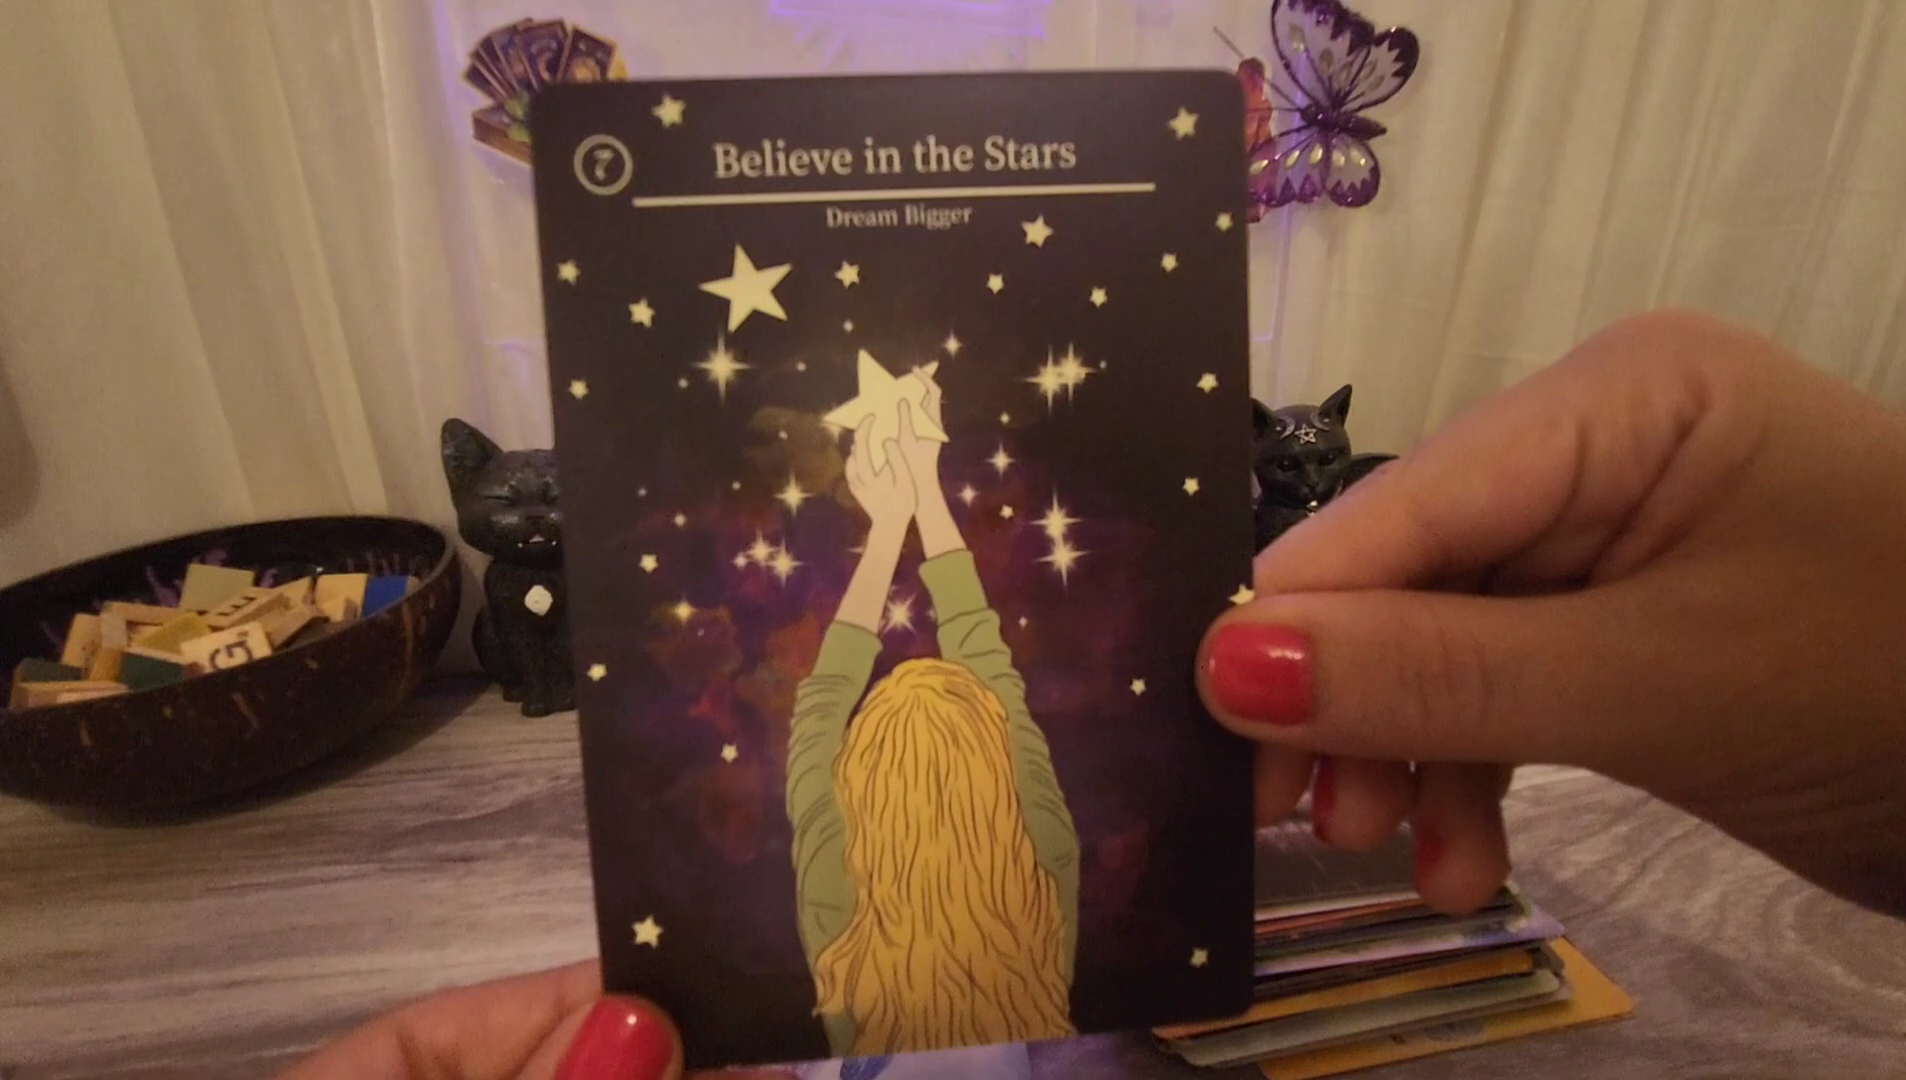 7
Believe in the Stars
Dream Bigger
G